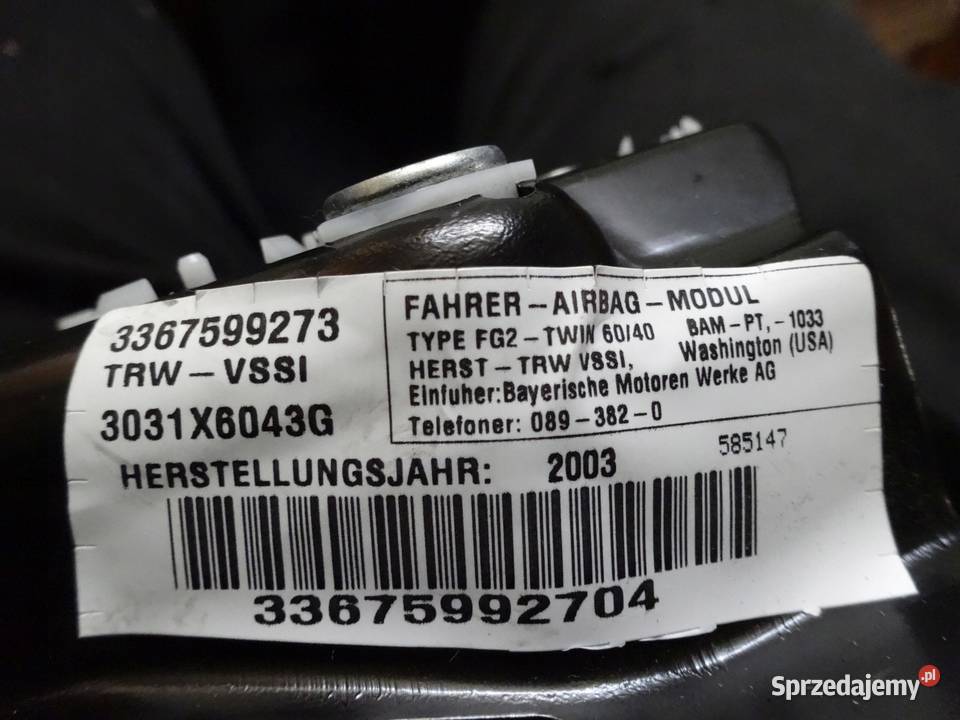 3367599273
TRW-VSSI
3031X6043G
FAHRER-AIRBAG-MODUL
TYPE FG2-TWIN 60/40 BAM-PT,-1033
HERST-TRW VSSI, Washington (USA)
Einfuher:Bayerische Motoren Werke AG
Telefoner: 089-382-0
585147
HERSTELLUNGSJAHR: 2003
33675992704
Sprzedajemy.pl